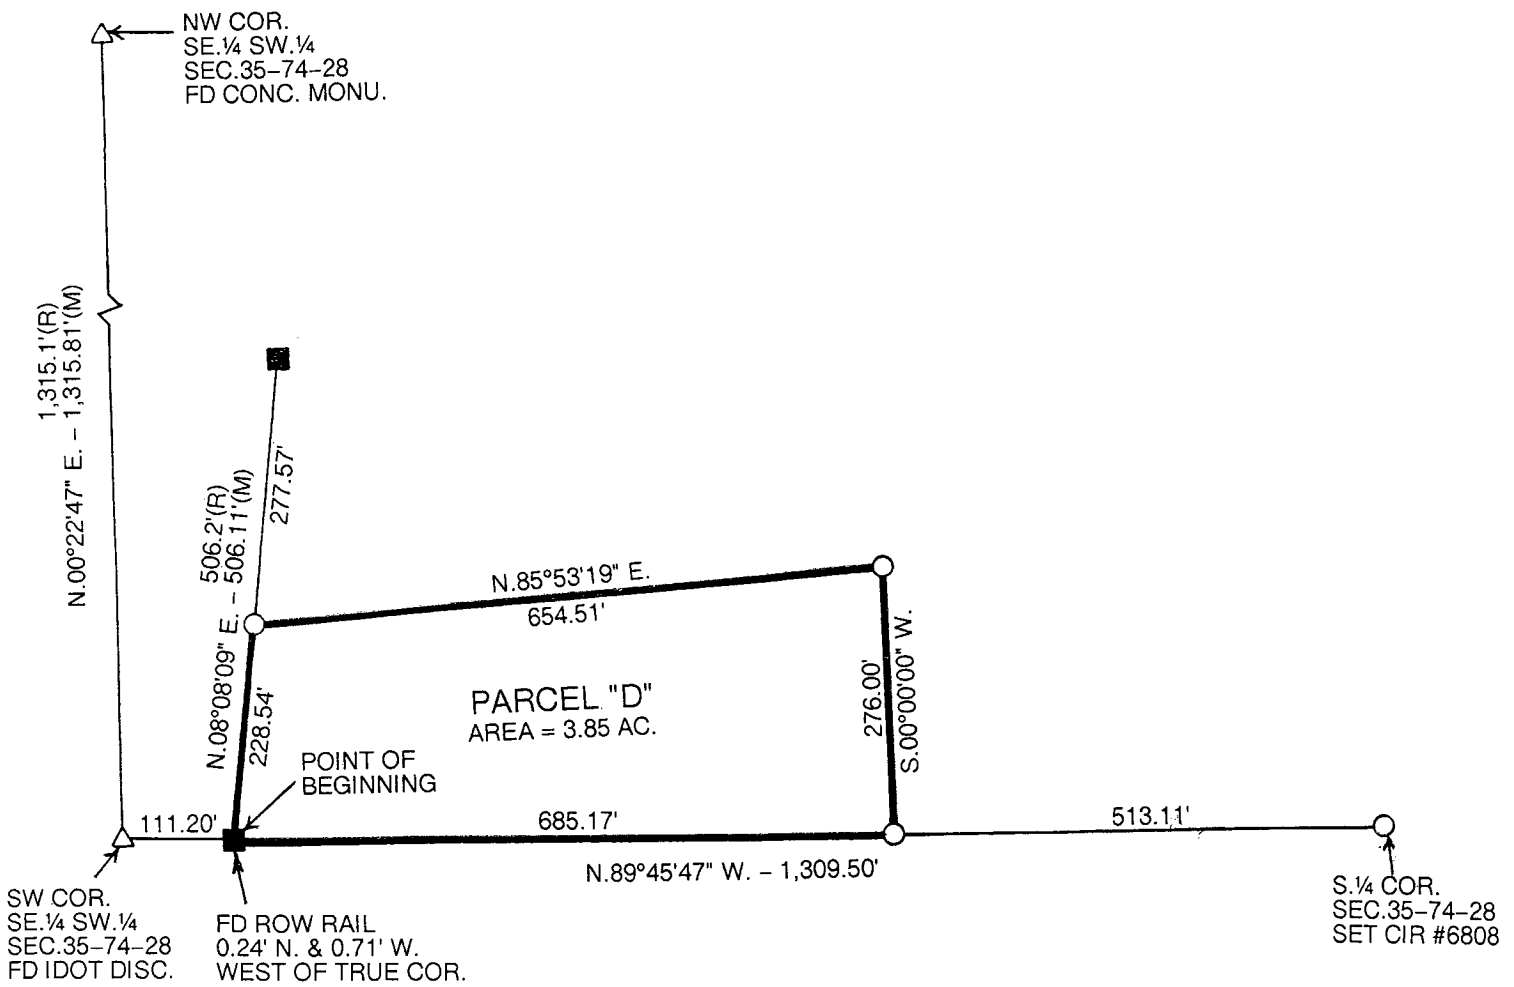 NW COR.
SE.¼ SW.¼
SEC.35–74–28
FD CONC. MONU.
1,315.1'(R)
N.00°22'47" E. – 1,315.81'(M)
277.57'
506.2'(R)
N.08°08'09" E. – 506.11'(M)
228.54'
N.85°53'19" E.
654.51'
PARCEL "D"
AREA = 3.85 AC.
276.00'
S.00°00'00" W.
POINT OF
BEGINNING
111.20'
685.17'
513.11'
N.89°45'47" W. – 1,309.50'
SW COR.
SE.¼ SW.¼
SEC.35–74–28
FD IDOT DISC.
FD ROW RAIL
0.24' N. & 0.71' W.
WEST OF TRUE COR.
S.¼ COR.
SEC.35–74–28
SET CIR #6808